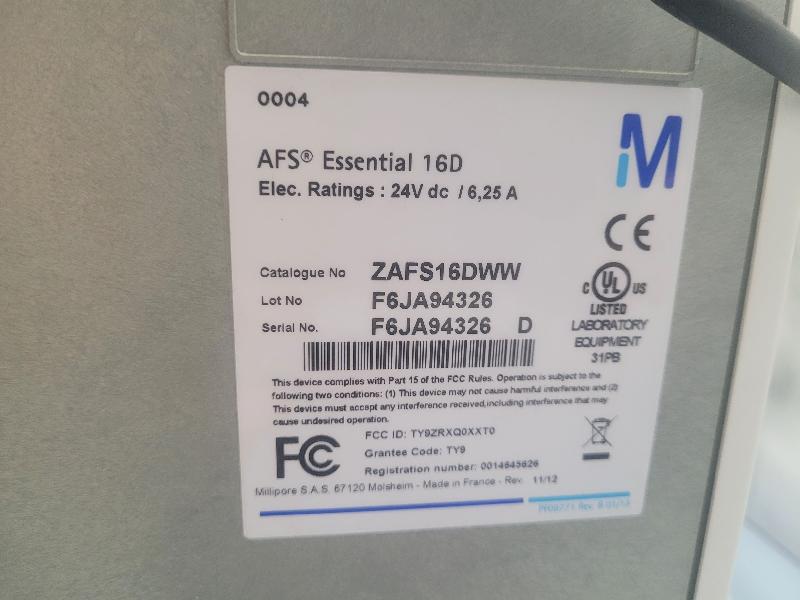 0004
M
AFS® Essential 16D
Elec. Ratings : 24V dc / 6,25 A
CE
Catalogue No ZAFS16DWW
Lot No F6JA94326
Serial No. F6JA94326 D
C UL US
LISTED
LABORATORY
EQUIPMENT
31PB
This device complies with Part 15 of the FCC Rules. Operation is subject to the
following two conditions: (1) This device may not cause harmful interference and (2)
This device must accept any interference received,including interference that may
cause undesired operation.
FC
FCC ID: TY9ZRXQ0XXT0
Grantee Code: TY9
Registration number: 0014645626
Millipore S.A.S. 67120 Molsheim - Made in France - Rev. 11/12